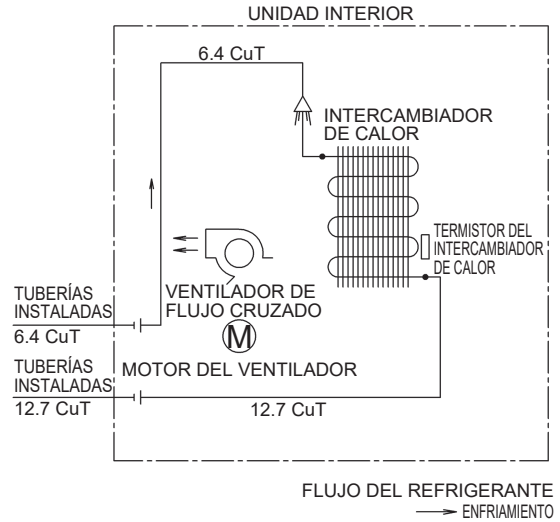 UNIDAD INTERIOR
6.4 CuT
INTERCAMBIADOR
DE CALOR
TERMISTOR DEL
INTERCAMBIADOR
DE CALOR
VENTILADOR DE
FLUJO CRUZADO
M
MOTOR DEL VENTILADOR
TUBERÍAS
INSTALADAS
6.4 CuT
TUBERÍAS
INSTALADAS
12.7 CuT
12.7 CuT
FLUJO DEL REFRIGERANTE
ENFRIAMIENTO